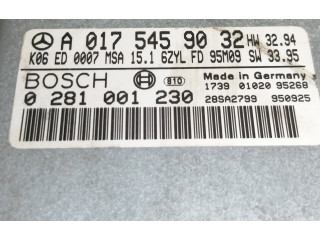 A 017 545 90 32 HW 32.94
K06 ED 0007 MSA 15.1 6ZYL FD 95M09 SW 33.95
BOSCH 810 Made in Germany
0 281 001 230 1739 01020 95268
28SA2799 950925